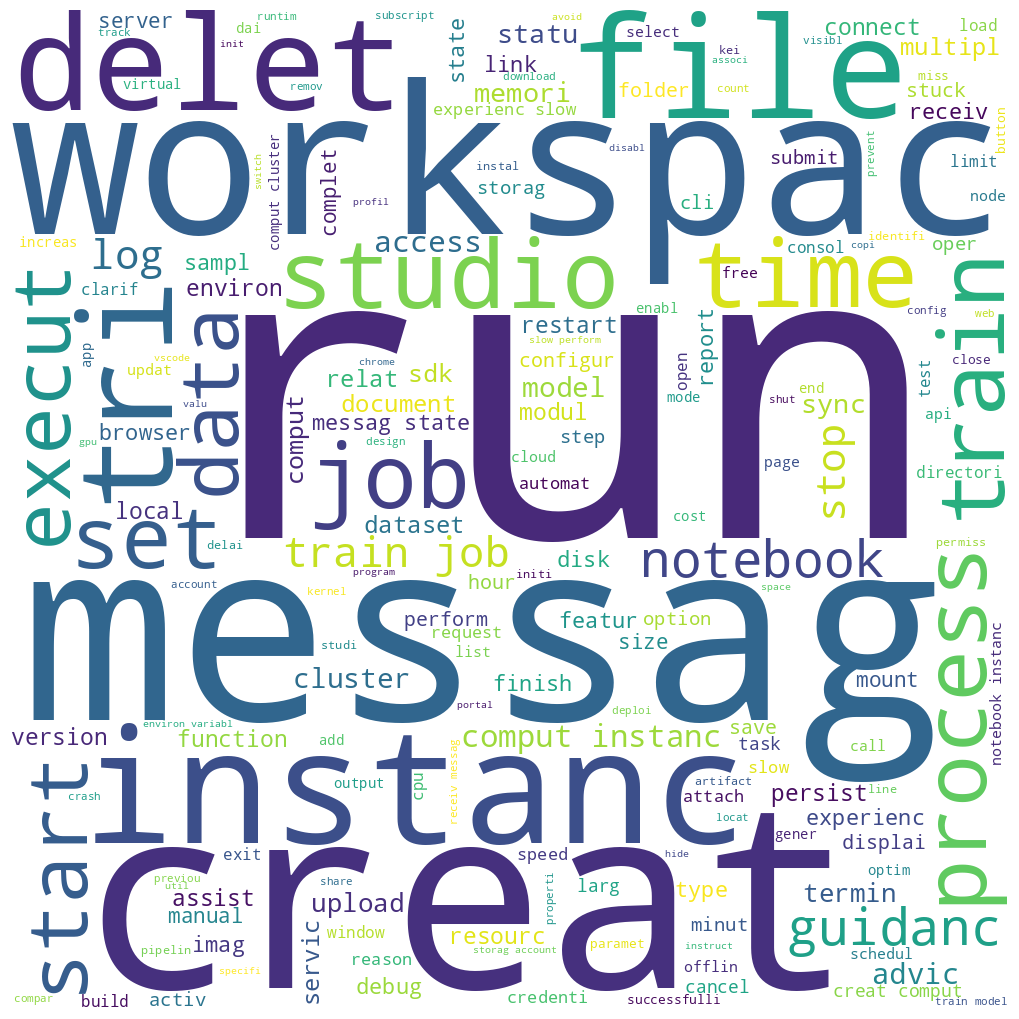 delet
file
server
dai
runtim
subscript
track
init
virtual
remov
state
statu
link
download
memori
experienc slow
avoid
select
kei
associ
visibl
connect
load
multipl
miss
folder
count
stuck
receiv
button
workspac
switch
comput cluster
complet
profil
instal
storag
disabl
cli
submit
prevent
limit
node
increas
log
clarif
sampl
environ
access
studio
time
free
consol
copi
identifi
oper
enabl
config
web
execut
tri
app
vscode
updat
valu
data
gpu
browser
local
set
delai
run
restart
slow perform
configur
chrome
relat
sdk
document
model
modul
messag state
comput
design
step
cloud
automat
job
dataset
train job
open
report
mode
shut
end
sync
stop
page
cost
close
test
api
directori
train
permiss
notebook
disk
hour
initi
program
kernel
account
messag
perform
request
list
studi
featur
option
size
space
cluster
finish
portal
deploi
mount
call
process
notebook instanc
version
environ variabl
function
add
comput instanc
save
task
slow
start
crash
instanc
output
cpu
receiv messag
artifact
attach
locat
line
persist
experienc
displai
gener
creat
exit
previou
util
assist
manual
share
speed
hide
larg
properti
type
optim
termin
upload
minut
guidanc
pipelin
imag
servic
window
resourc
paramet
instruct
storag account
specifi
reason
offlin
schedul
advic
debug
cancel
creat comput
compar
build
activ
credenti
successfulli
train model